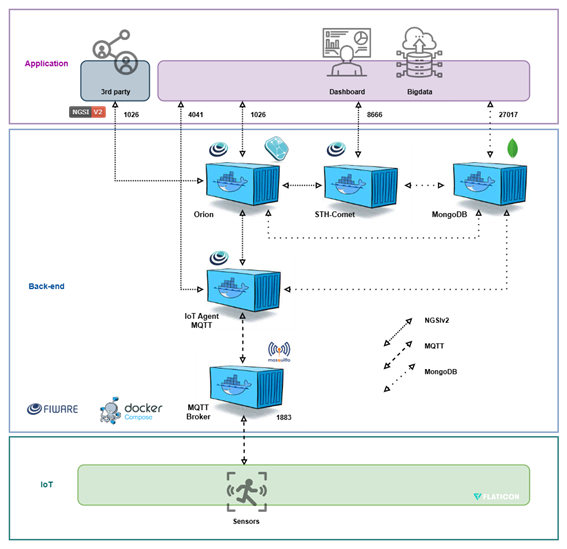 Application
3rd party
Dashboard
Bigdata
NGSI V2
1026
4041
1026
8666
27017
Orion
STH-Comet
MongoDB
Back-end
IoT Agent
MQTT
NGSIv2
MQTT
MongoDB
mosquitto
MQTT
Broker
1883
FIWARE
docker
Compose
IoT
Sensors